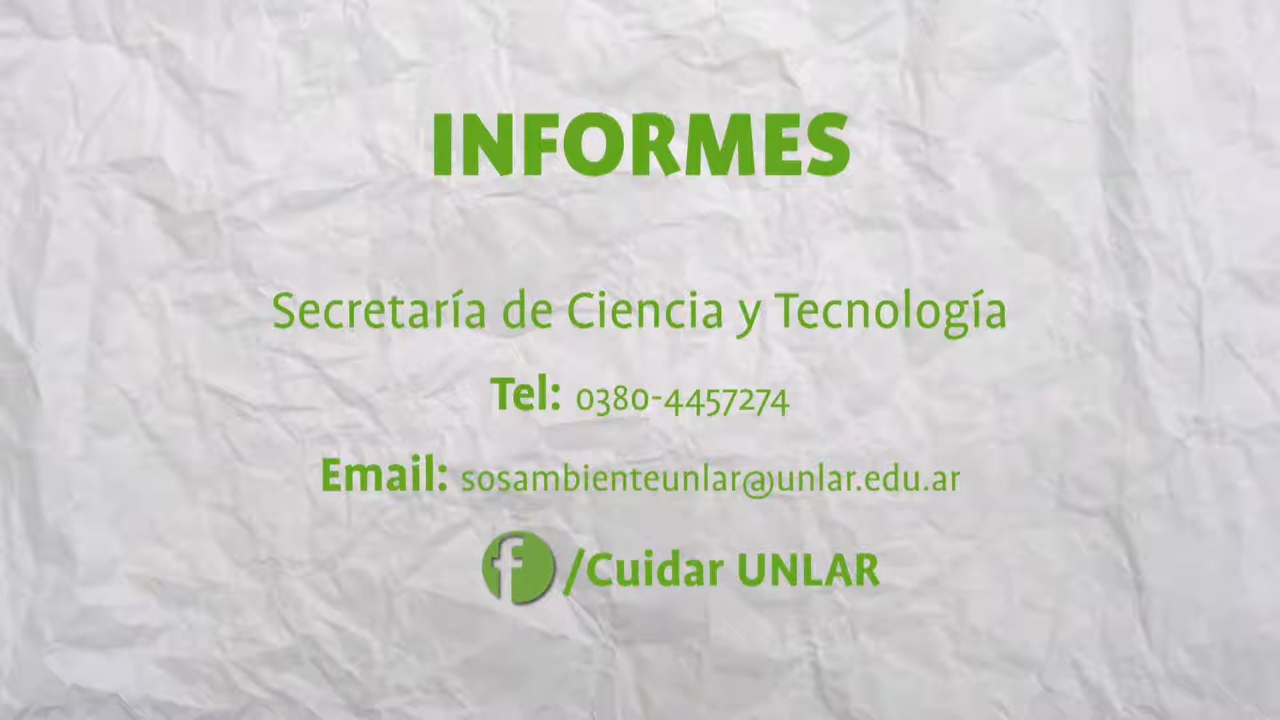 INFORMES
Secretaría de Ciencia y Tecnología
Tel: 0380-4457274
Email: sosambienteunlar@unlar.edu.ar
f /Cuidar UNLAR